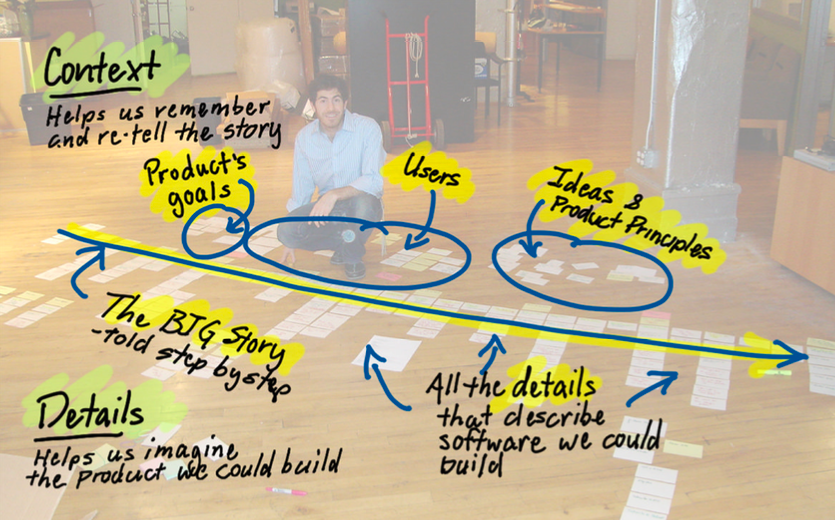 Context
Helps us remember
and re-tell the story
Product's
goals
Users
Ideas &
Product Principles
The BIG Story
-told step by step
All the details
that describe
software we could
build
Details
Helps us imagine
the Product we could build